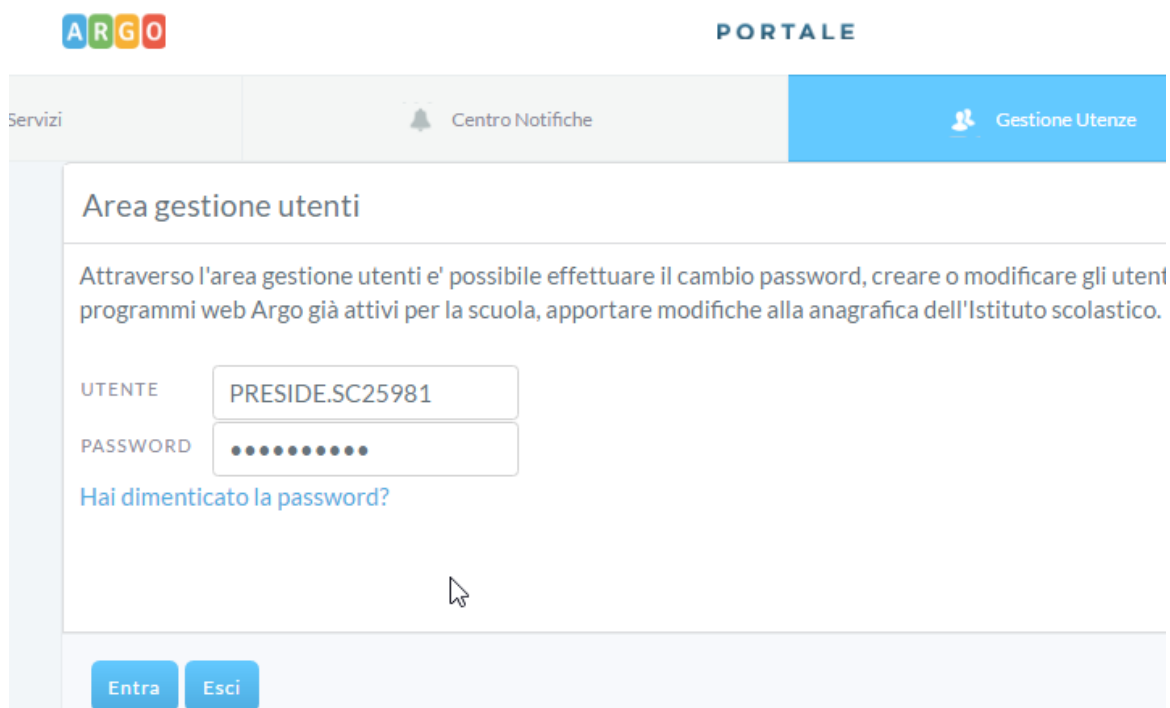 ARGO
PORTALE
Servizi
Centro Notifiche
Gestione Utenze
Area gestione utenti
Attraverso l'area gestione utenti e' possibile effettuare il cambio password, creare o modificare gli utent
programmi web Argo già attivi per la scuola, apportare modifiche alla anagrafica dell'Istituto scolastico.
UTENTE PRESIDE.SC25981
PASSWORD ••••••••••
Hai dimenticato la password?
Entra Esci